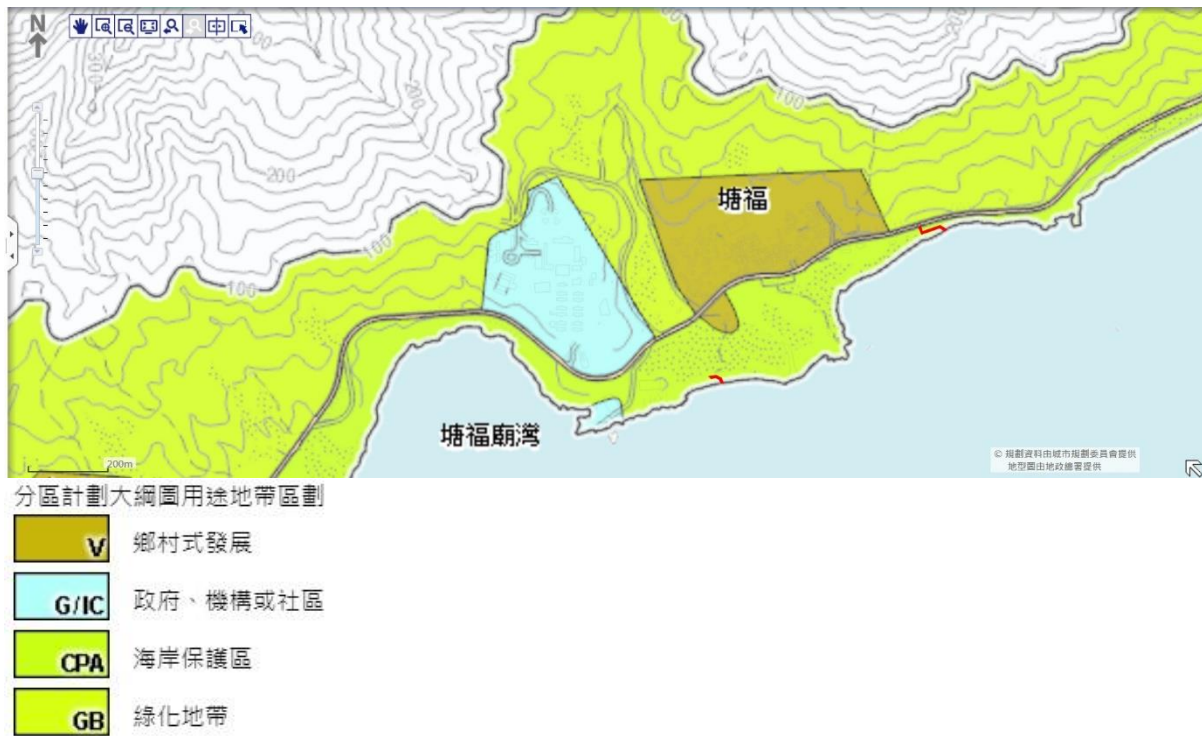 N
300
100
200
200
100
100
100
塘福
塘福廟灣
200m
© 規劃資料由城市規劃委員會提供
地型圖由地政總署提供
分區計劃大綱圖用途地帶區劃
V 鄉村式發展
G/IC 政府、機構或社區
CPA 海岸保護區
GB 綠化地帶